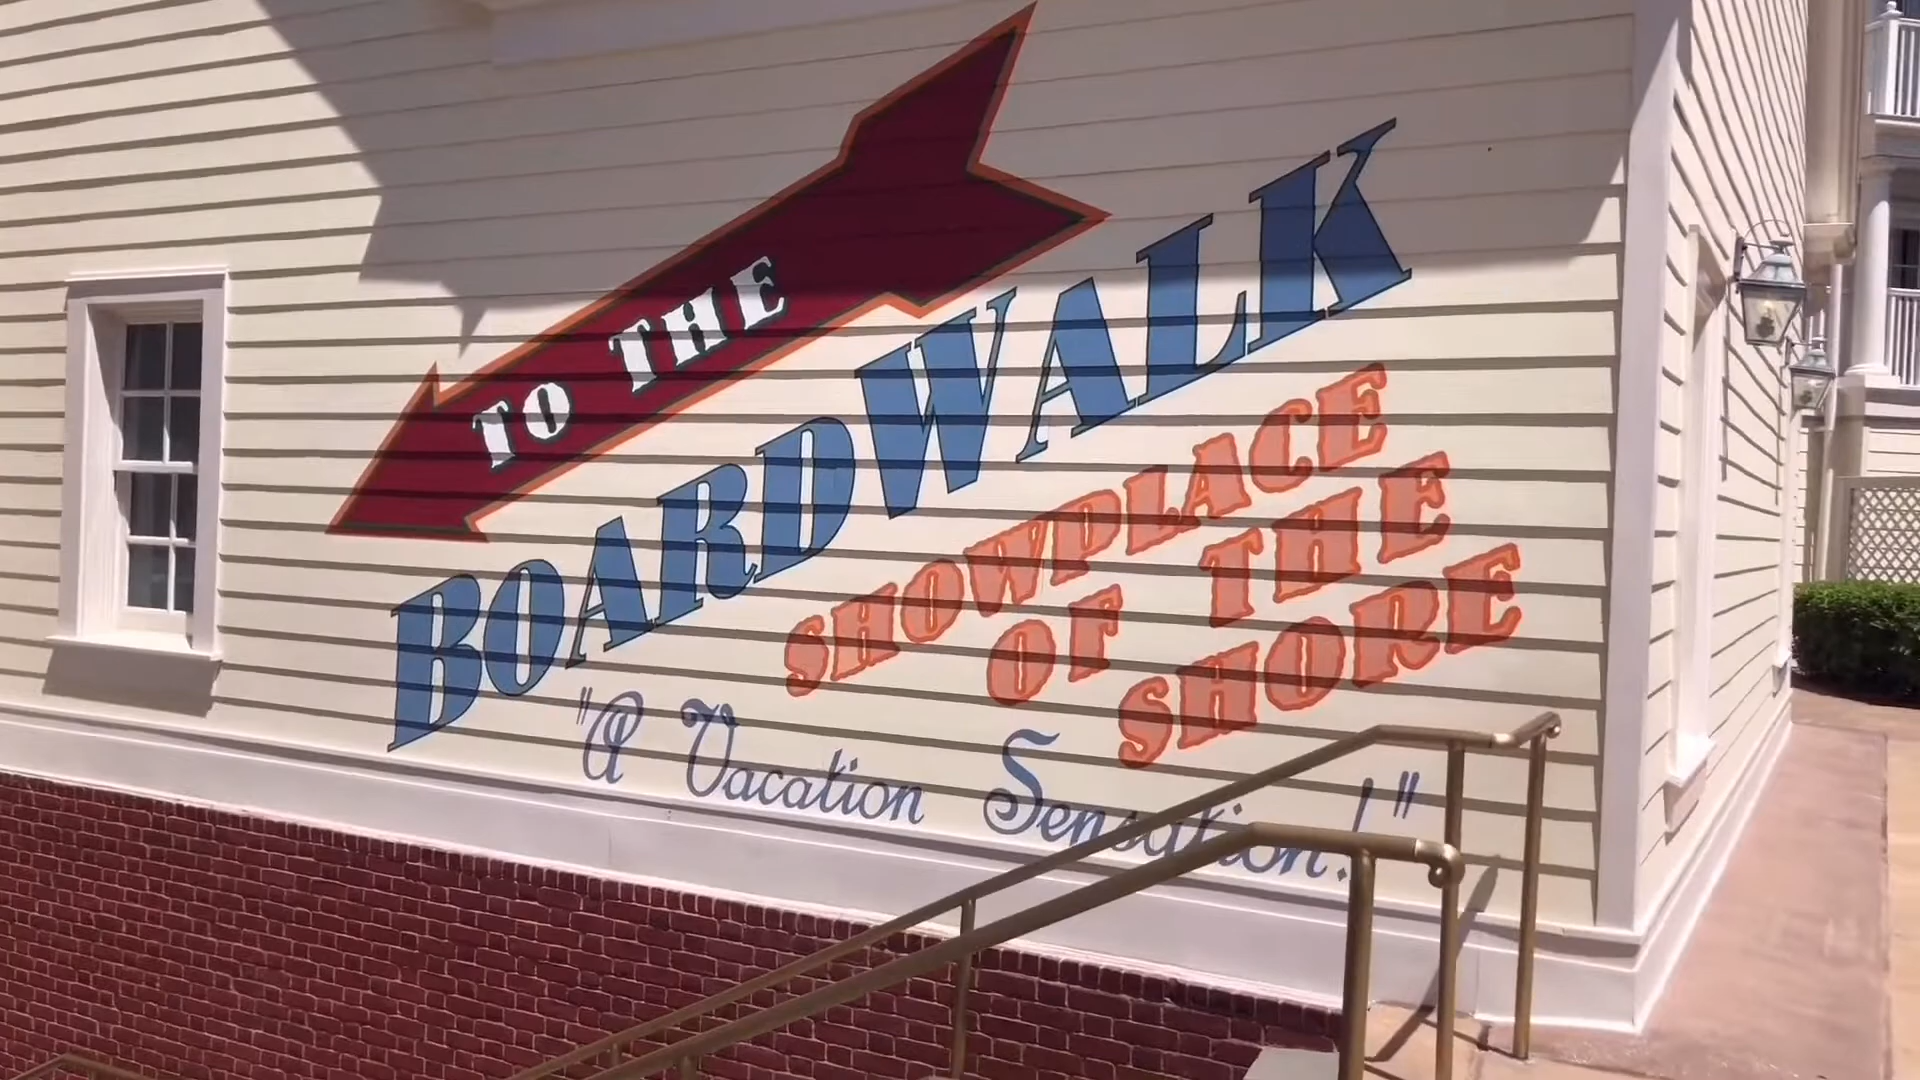 TO THE
BOARDWALK
SHOWPLACE
OF THE
SHORE
"A Vacation Sensation!"